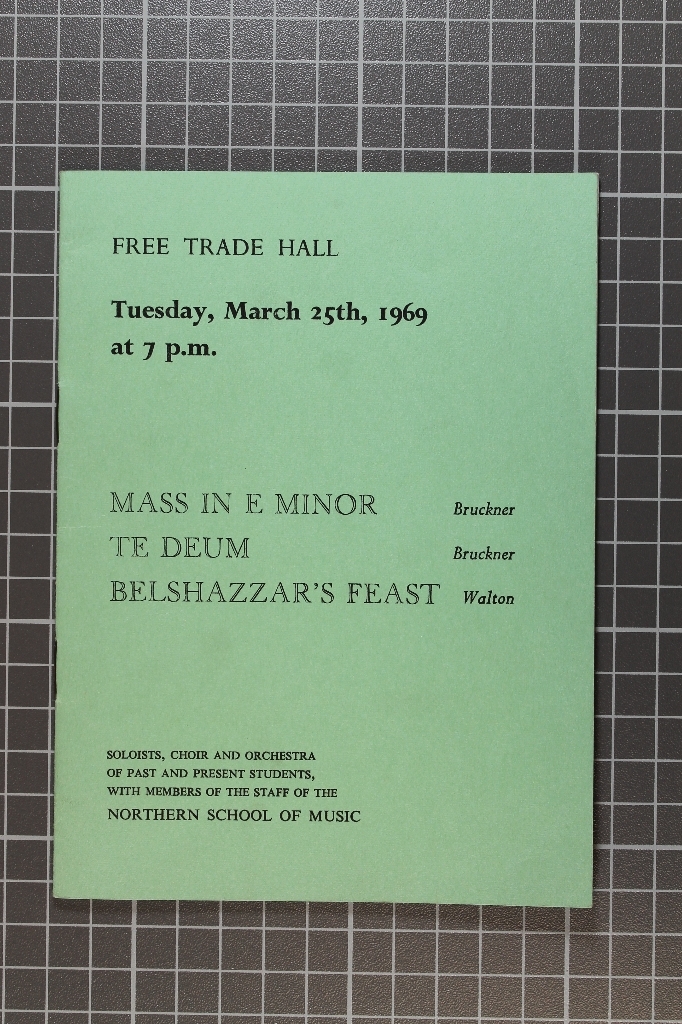 FREE TRADE HALL
Tuesday, March 25th, 1969
at 7 p.m.
MASS IN E MINOR Bruckner
TE DEUM Bruckner
BELSHAZZAR'S FEAST Walton
SOLOISTS, CHOIR AND ORCHESTRA
OF PAST AND PRESENT STUDENTS,
WITH MEMBERS OF THE STAFF OF THE
NORTHERN SCHOOL OF MUSIC